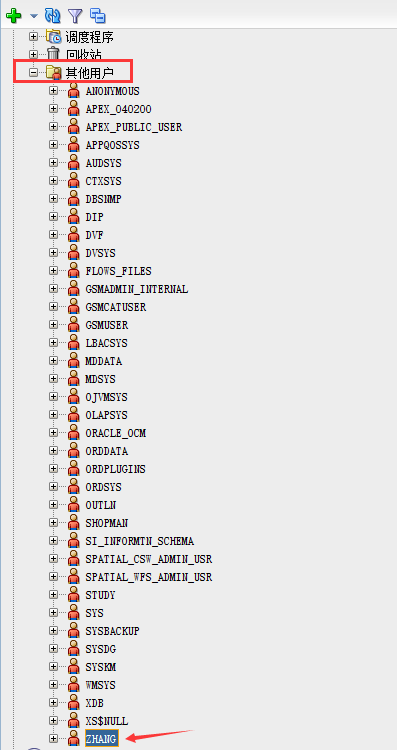 调度程序
回收站
其他用户
ANONYMOUS
APEX_040200
APEX_PUBLIC_USER
APPQOSSYS
AUDSYS
CTXSYS
DBSNMP
DIP
DVF
DVSYS
FLOWS_FILES
GSMADMIN_INTERNAL
GSMCATUSER
GSMUSER
LBACSYS
MDDATA
MDSYS
OJVMSYS
OLAPSYS
ORACLE_OCM
ORDDATA
ORDPLUGINS
ORDSYS
OUTLN
SHOPMAN
SI_INFORMTN_SCHEMA
SPATIAL_CSW_ADMIN_USR
SPATIAL_WFS_ADMIN_USR
STUDY
SYS
SYSBACKUP
SYSDG
SYSKM
WMSYS
XDB
XS$NULL
ZHANG